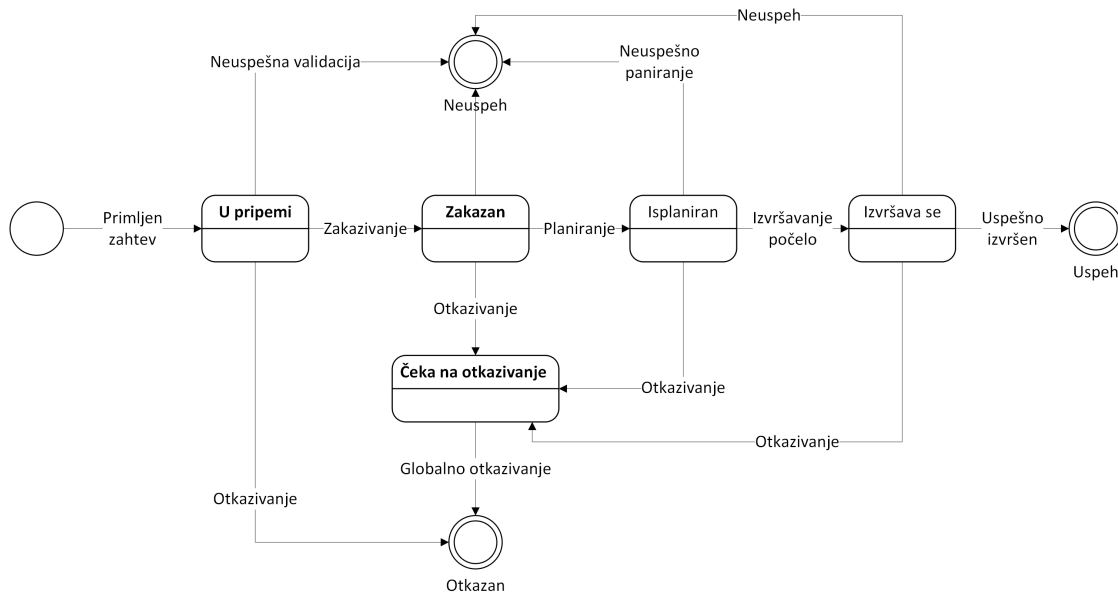 Neuspeh
Neuspešna validacija
Neuspešno
paniranje
Neuspeh
Primljen
zahtev
U pripemi
Zakazivanje
Zakazan
Planiranje
Isplaniran
Izvršavanje
počelo
Izvršava se
Uspešno
izvršen
Uspeh
Otkazivanje
Čeka na otkazivanje
Otkazivanje
Otkazivanje
Globalno otkazivanje
Otkazivanje
Otkazan